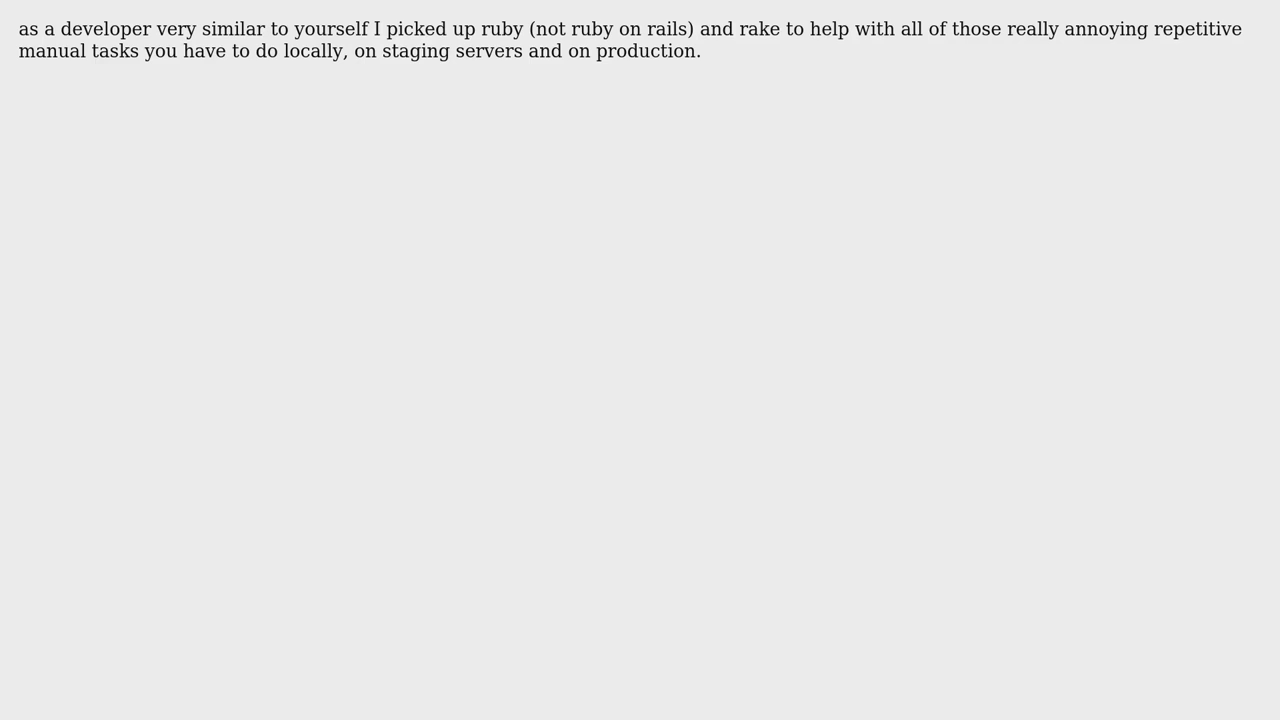 as a developer very similar to yourself I picked up ruby (not ruby on rails) and rake to help with all of those really annoying repetitive
manual tasks you have to do locally, on staging servers and on production.